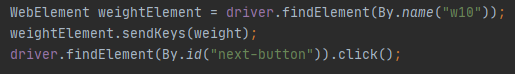 WebElement weightElement = driver.findElement(By.name("w10"));
weightElement.sendKeys(weight);
driver.findElement(By.id("next-button")).click();